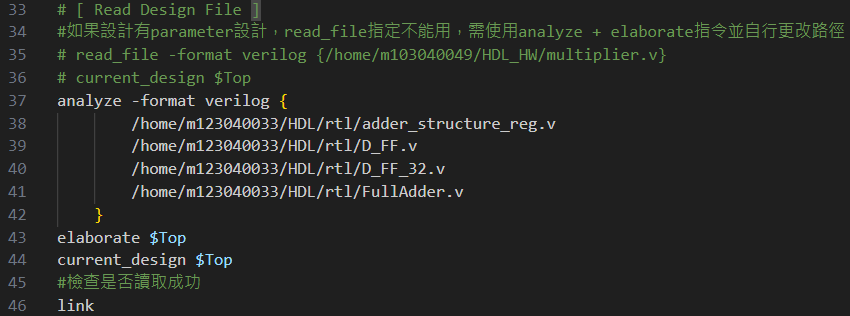 33 # [ Read Design File ]
34 #如果設計有parameter設計，read_file指定不能用，需使用analyze + elaborate指令並自行更改路徑
35 # read_file -format verilog {/home/m103040049/HDL_HW/multiplier.v}
36 # current_design $Top
37 analyze -format verilog {
38 /home/m123040033/HDL/rtl/adder_structure_reg.v
39 /home/m123040033/HDL/rtl/D_FF.v
40 /home/m123040033/HDL/rtl/D_FF_32.v
41 /home/m123040033/HDL/rtl/FullAdder.v
42 }
43 elaborate $Top
44 current_design $Top
45 #檢查是否讀取成功
46 link